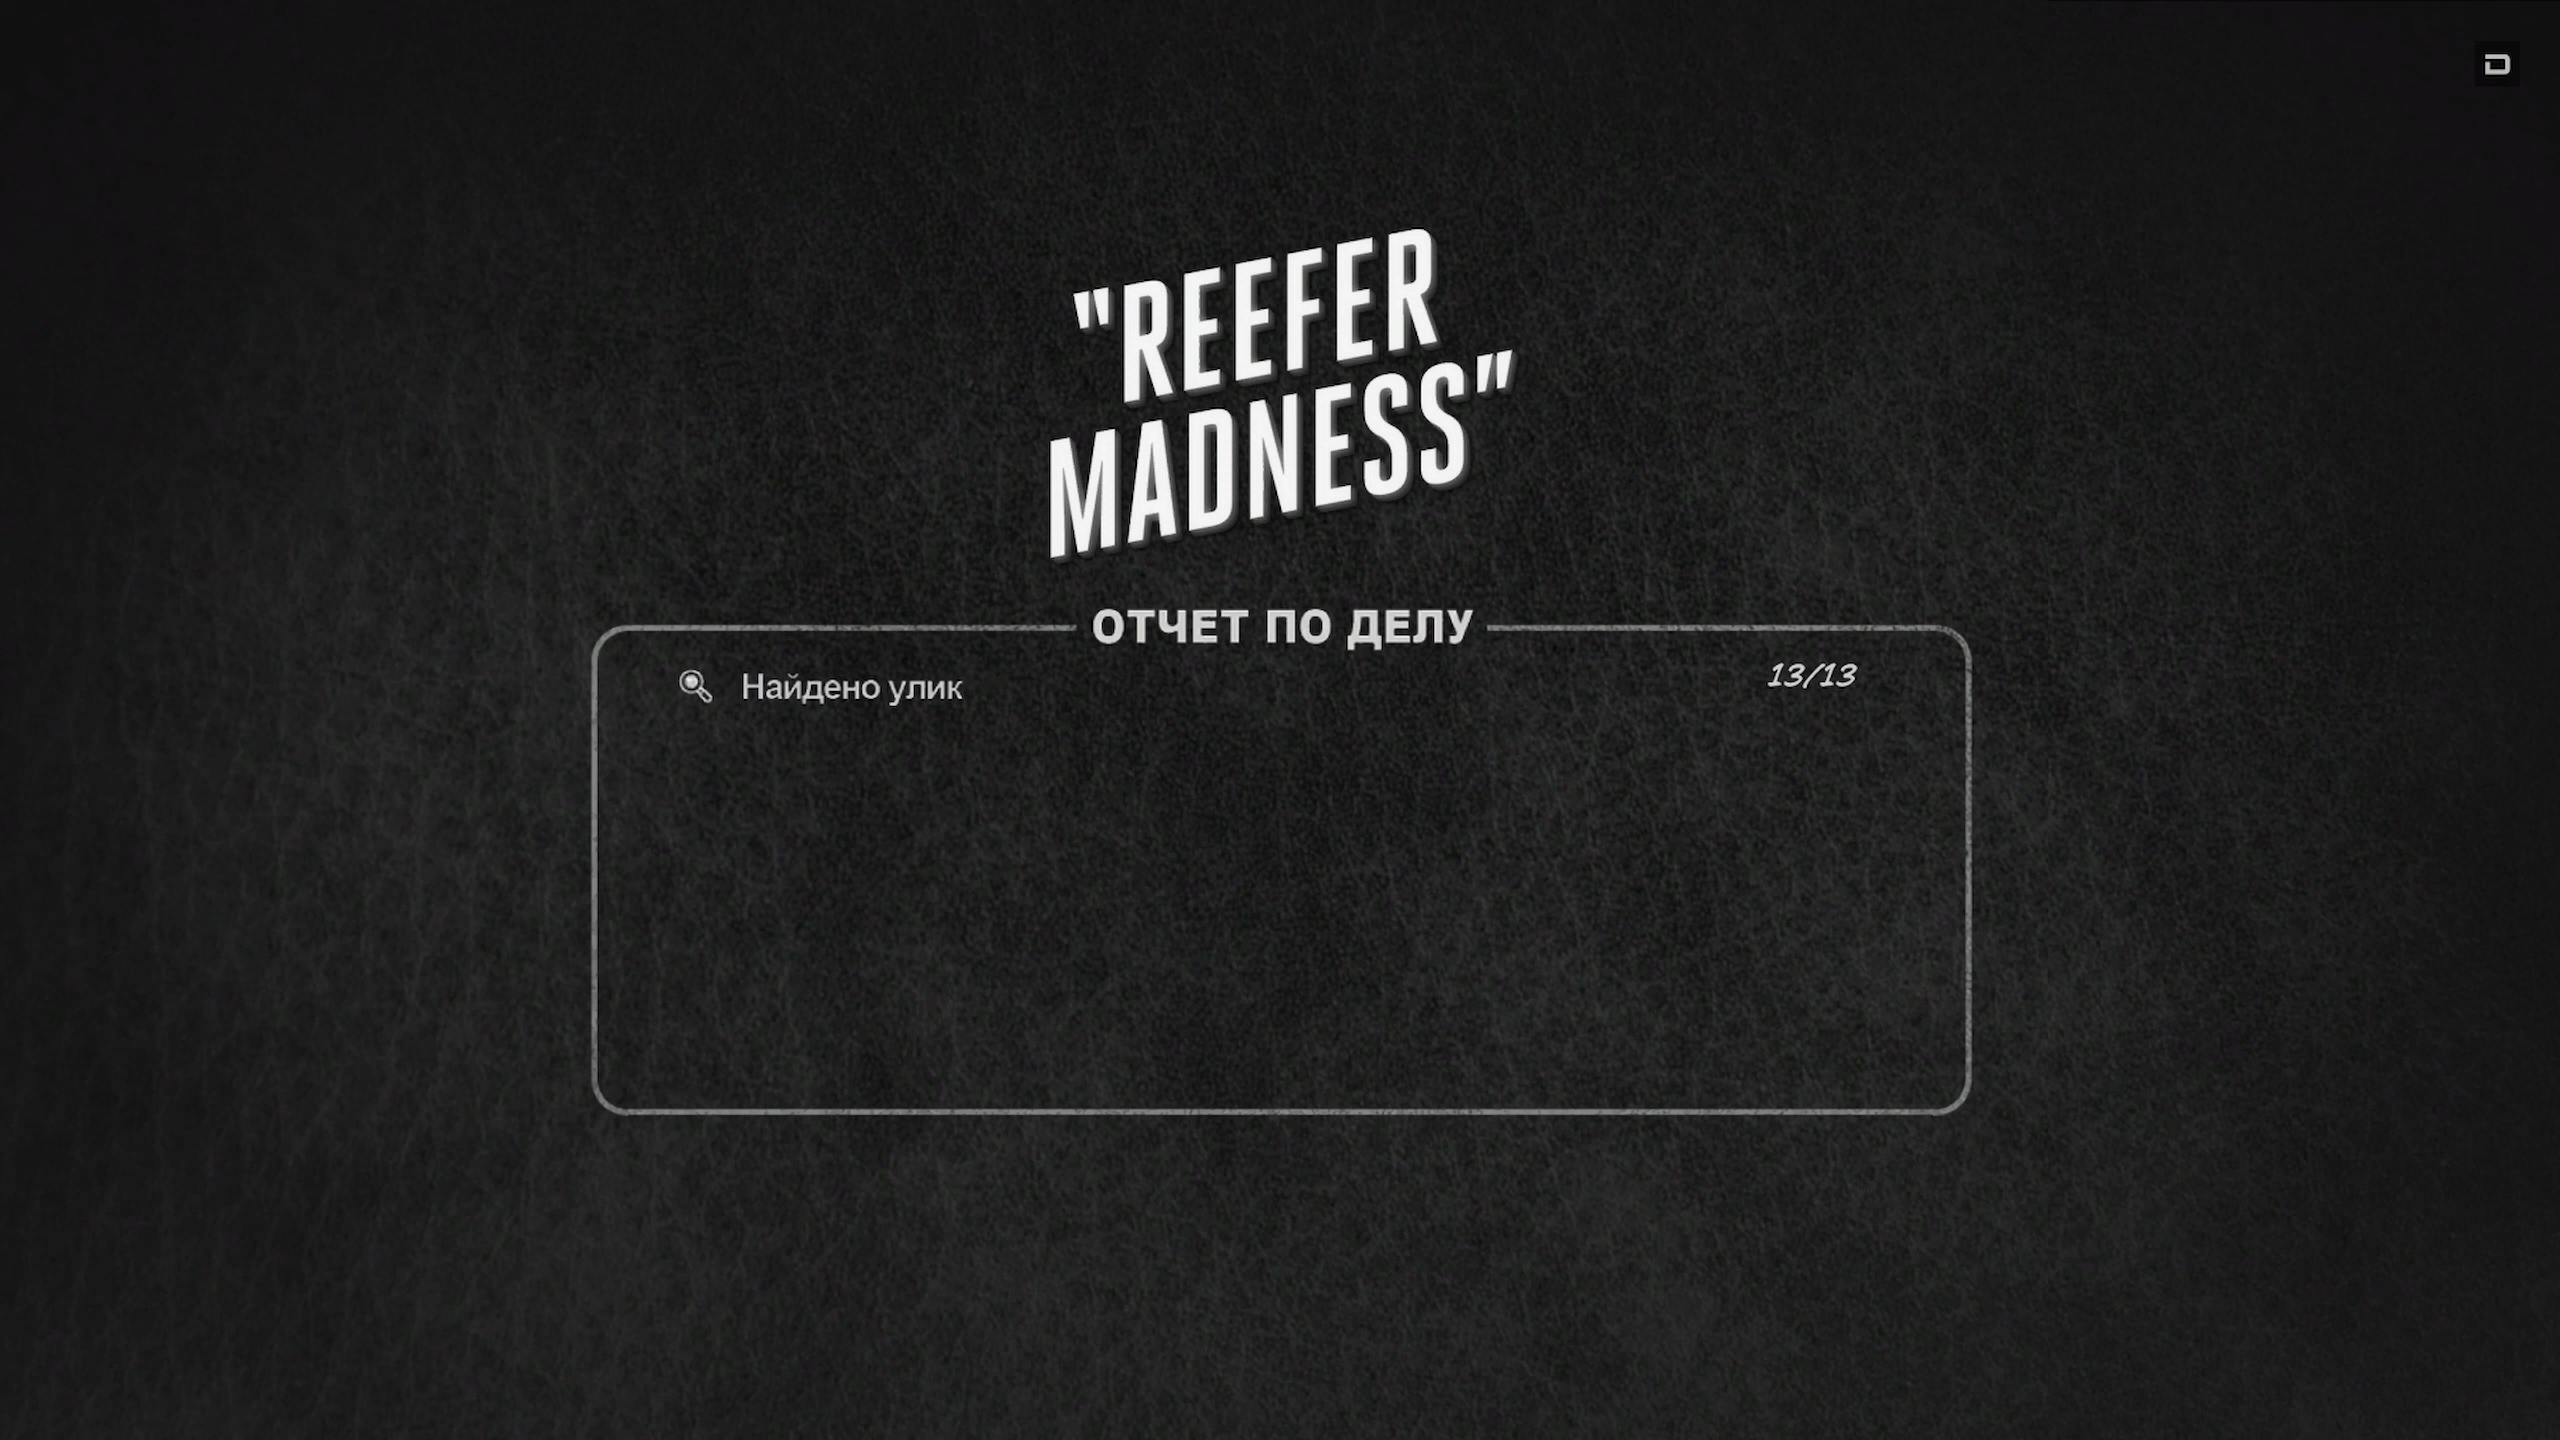 "REEFER
MADNESS"
ОТЧЕТ ПО ДЕЛУ
Найдено улик 13/13